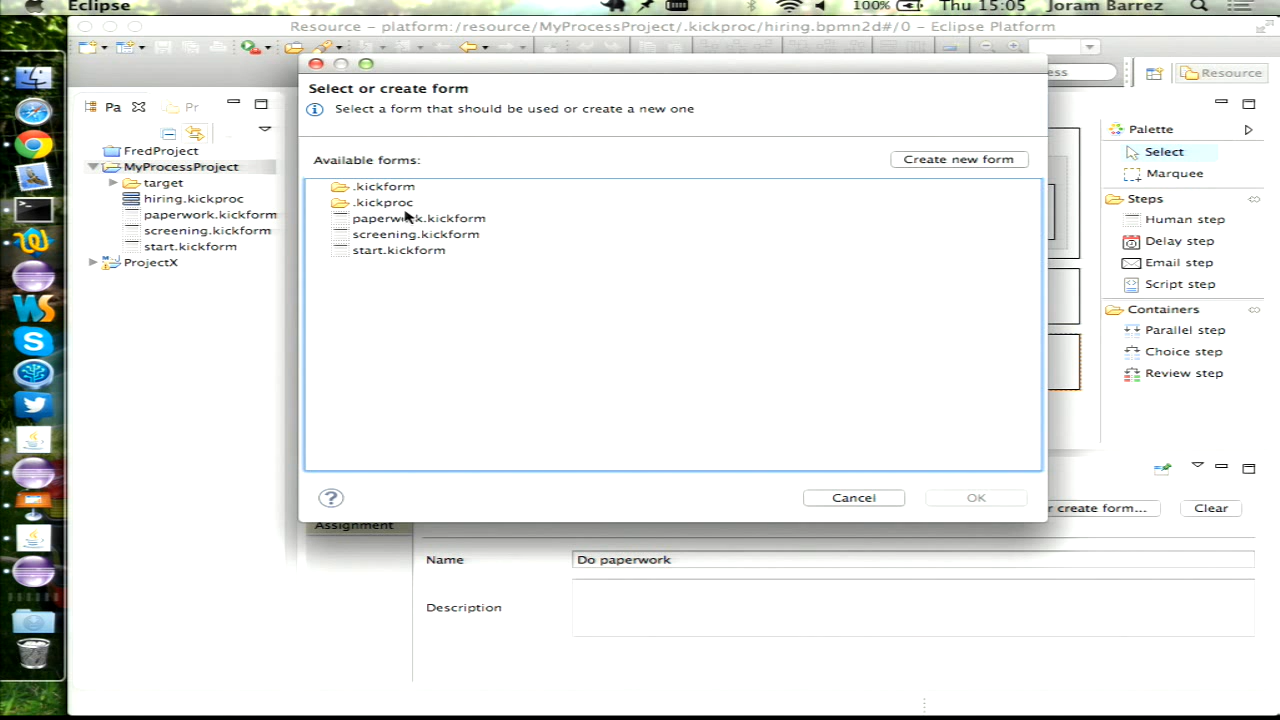 Eclipse
100%
Thu 15:05
Joram Barrez
Resource - platform:/resource/MyProcessProject/.kickproc/hiring.bpmn2d#/0 - Eclipse Platform
Select or create form
Select a form that should be used or create a new one
Available forms:
Create new form
.kickform
.kickproc
paperwork.kickform
screening.kickform
start.kickform
?
Cancel
OK
Pa
Pr
FredProject
MyProcessProject
target
hiring.kickproc
paperwork.kickform
screening.kickform
start.kickform
ProjectX
ess
Resource
Palette
Select
Marquee
Steps
Human step
Delay step
Email step
Script step
Containers
Parallel step
Choice step
Review step
r create form...
Clear
Assignment
Name
Do paperwork
Description